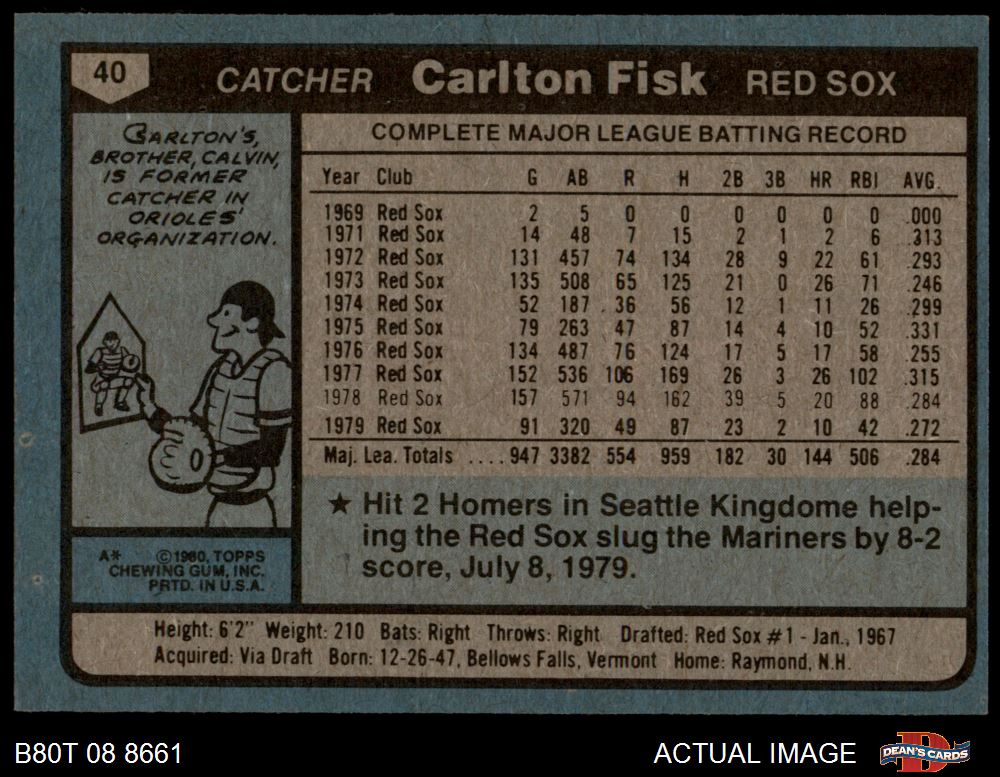 40 CATCHER Carlton Fisk RED SOX
CARLTON'S,
BROTHER, CALVIN,
IS FORMER
CATCHER IN
ORIOLES'
ORGANIZATION.
COMPLETE MAJOR LEAGUE BATTING RECORD
Year Club G AB R H 2B 3B HR RBI AVG.
1969 Red Sox 2 5 0 0 0 0 0 0 .000
1971 Red Sox 14 48 7 15 2 1 2 6 .313
1972 Red Sox 131 457 74 134 28 9 22 61 .293
1973 Red Sox 135 508 65 125 21 0 26 71 .246
1974 Red Sox 52 187 36 56 12 1 11 26 .299
1975 Red Sox 79 263 47 87 14 4 10 52 .331
1976 Red Sox 134 487 76 124 17 5 17 58 .255
1977 Red Sox 152 536 106 169 26 3 26 102 .315
1978 Red Sox 157 571 94 162 39 5 20 88 .284
1979 Red Sox 91 320 49 87 23 2 10 42 .272
Maj. Lea. Totals ....947 3382 554 959 182 30 144 506 .284
★ Hit 2 Homers in Seattle Kingdome help-
ing the Red Sox slug the Mariners by 8-2
score, July 8, 1979.
A* ©1980, TOPPS
CHEWING GUM, INC.
PRTD. IN U.S.A.
Height: 6'2" Weight: 210 Bats: Right Throws: Right Drafted: Red Sox #1 - Jan., 1967
Acquired: Via Draft Born: 12-26-47, Bellows Falls, Vermont Home: Raymond, N.H.
B80T 08 8661 ACTUAL IMAGE DEAN'S CARDS